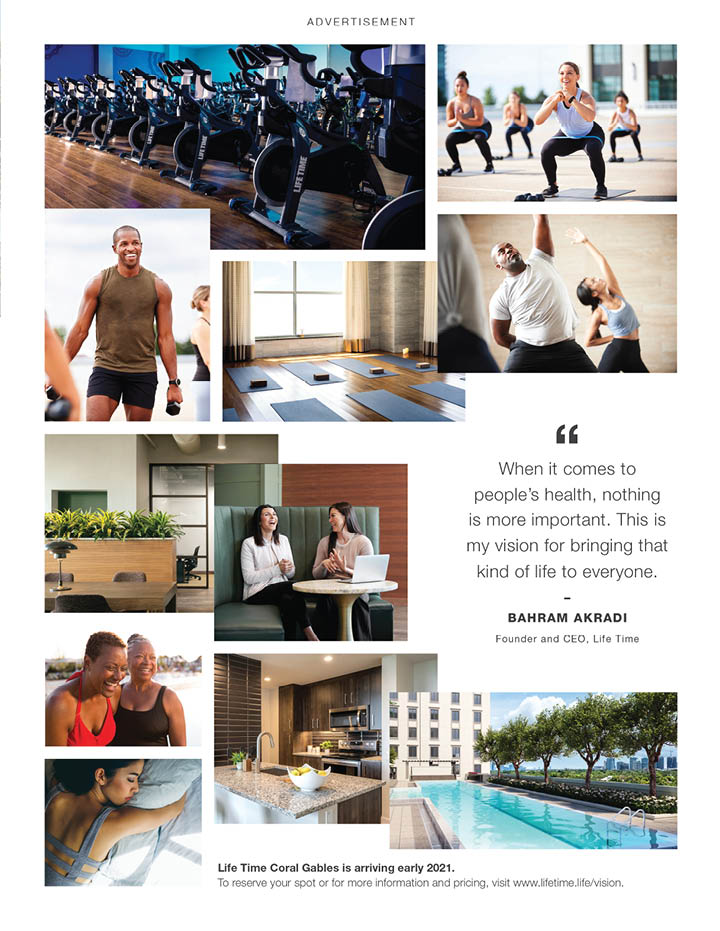 ADVERTISEMENT
LIFE TIME
LIFE TIME
LIFE TIME
“
When it comes to
people’s health, nothing
is more important. This is
my vision for bringing that
kind of life to everyone.
–
BAHRAM AKRADI
Founder and CEO, Life Time
Life Time Coral Gables is arriving early 2021.
To reserve your spot or for more information and pricing, visit www.lifetime.life/vision.